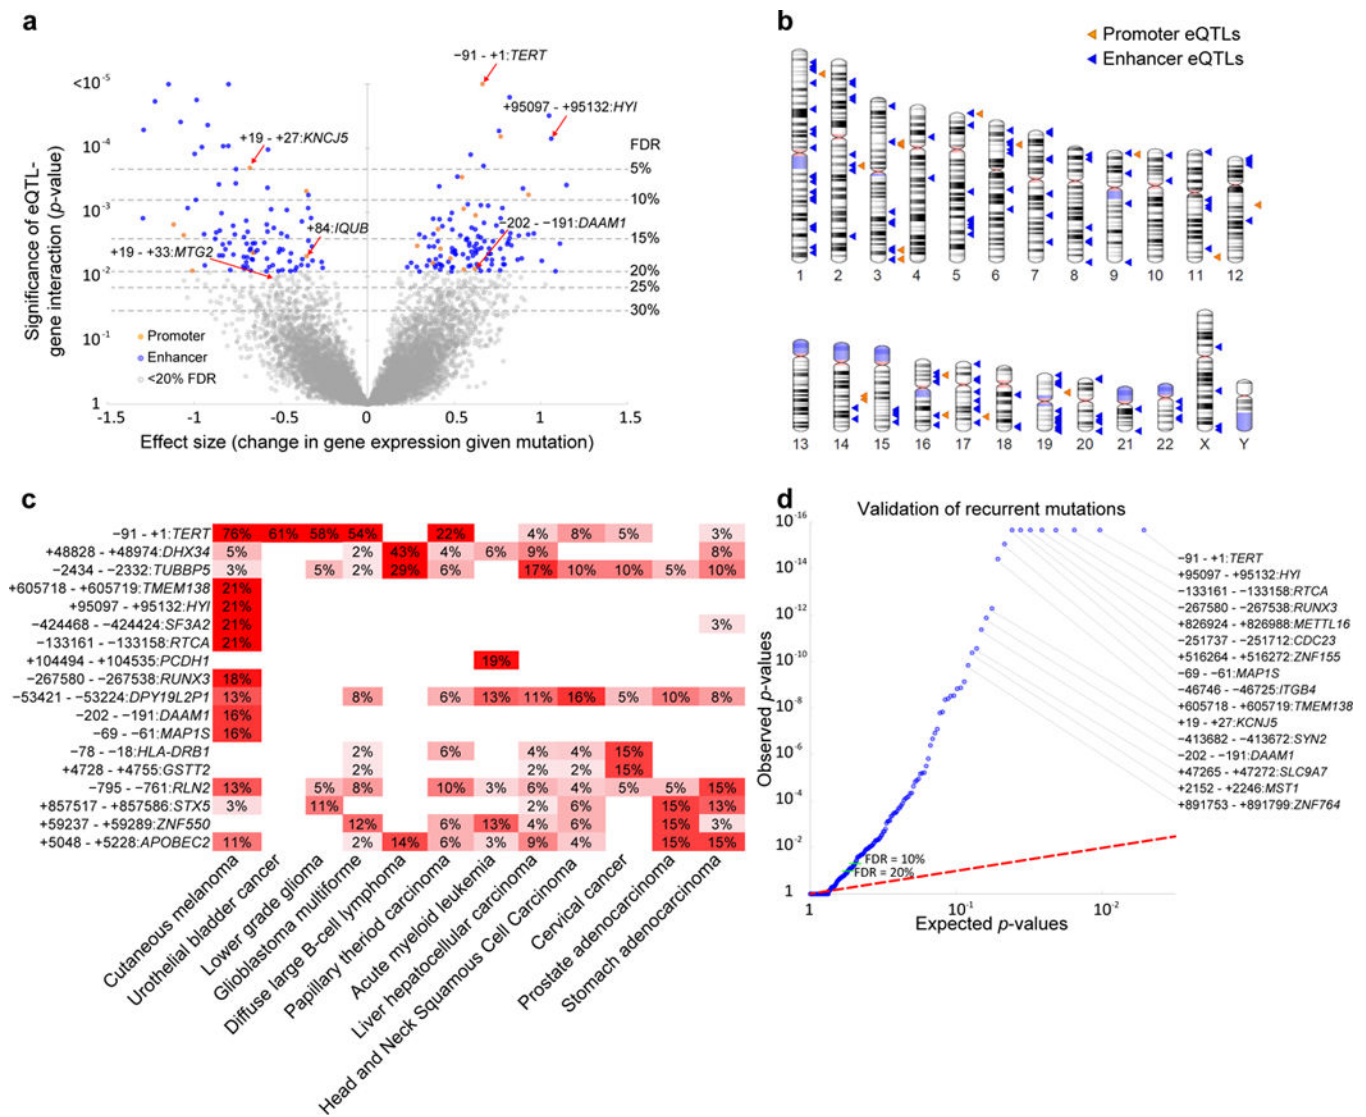 a
<10⁻⁵
10⁻⁴
10⁻³
10⁻²
10⁻¹
1
Significance of eQTL-
gene interaction (p-value)
−91 - +1:TERT
+95097 - +95132:HYI
+19 - +27:KNCJ5
FDR
5%
10%
15%
20%
25%
30%
+84:IQUB
−202 - −191:DAAM1
+19 - +33:MTG2
Promoter
Enhancer
<20% FDR
−1.5 -1 −0.5 0 0.5 1 1.5
Effect size (change in gene expression given mutation)
b
Promoter eQTLs
Enhancer eQTLs
1 2 3 4 5 6 7 8 9 10 11 12
13 14 15 16 17 18 19 20 21 22 X Y
c
−91 - +1:TERT 76% 61% 58% 54% 22% 4% 8% 5% 3%
+48828 - +48974:DHX34 5% 2% 43% 4% 6% 9% 8%
−2434 - −2332:TUBBP5 3% 5% 2% 29% 6% 17% 10% 10% 5% 10%
+605718 - +605719:TMEM138 21%
+95097 - +95132:HYI 21%
−424468 - −424424:SF3A2 21% 3%
−133161 - −133158:RTCA 21%
+104494 - +104535:PCDH1 19%
−267580 - −267538:RUNX3 18%
−53421 - −53224:DPY19L2P1 13% 8% 6% 13% 11% 16% 5% 10% 8%
−202 - −191:DAAM1 16%
−69 - −61:MAP1S 16%
−78 - −18:HLA-DRB1 2% 6% 4% 4% 15%
+4728 - +4755:GSTT2 2% 2% 2% 15%
−795 - −761:RLN2 13% 5% 8% 10% 3% 6% 4% 5% 5% 15%
+857517 - +857586:STX5 3% 11% 2% 6% 15% 13%
+59237 - +59289:ZNF550 12% 6% 13% 4% 6% 15% 3%
+5048 - +5228:APOBEC2 11% 2% 14% 6% 3% 9% 4% 15% 15%
Cutaneous melanoma
Urothelial bladder cancer
Lower grade glioma
Glioblastoma multiforme
Diffuse large B-cell lymphoma
Papillary theriod carcinoma
Acute myeloid leukemia
Liver hepatocellular carcinoma
Head and Neck Squamous Cell Carcinoma
Cervical cancer
Prostate adenocarcinoma
Stomach adenocarcinoma
d
Validation of recurrent mutations
10⁻¹⁶
10⁻¹⁴
10⁻¹²
10⁻¹⁰
10⁻⁸
10⁻⁶
10⁻⁴
10⁻²
1
Observed p-values
−91 - +1:TERT
+95097 - +95132:HYI
−133161 - −133158:RTCA
−267580 - −267538:RUNX3
+826924 - +826988:METTL16
−251737 - −251712:CDC23
+516264 - +516272:ZNF155
−69 - −61:MAP1S
−46746 - −46725:ITGB4
+605718 - +605719:TMEM138
+19 - +27:KCNJ5
−413682 - −413672:SYN2
−202 - −191:DAAM1
+47265 - +47272:SLC9A7
+2152 - +2246:MST1
+891753 - +891799:ZNF764
FDR = 10%
FDR = 20%
1 10⁻¹ 10⁻²
Expected p-values